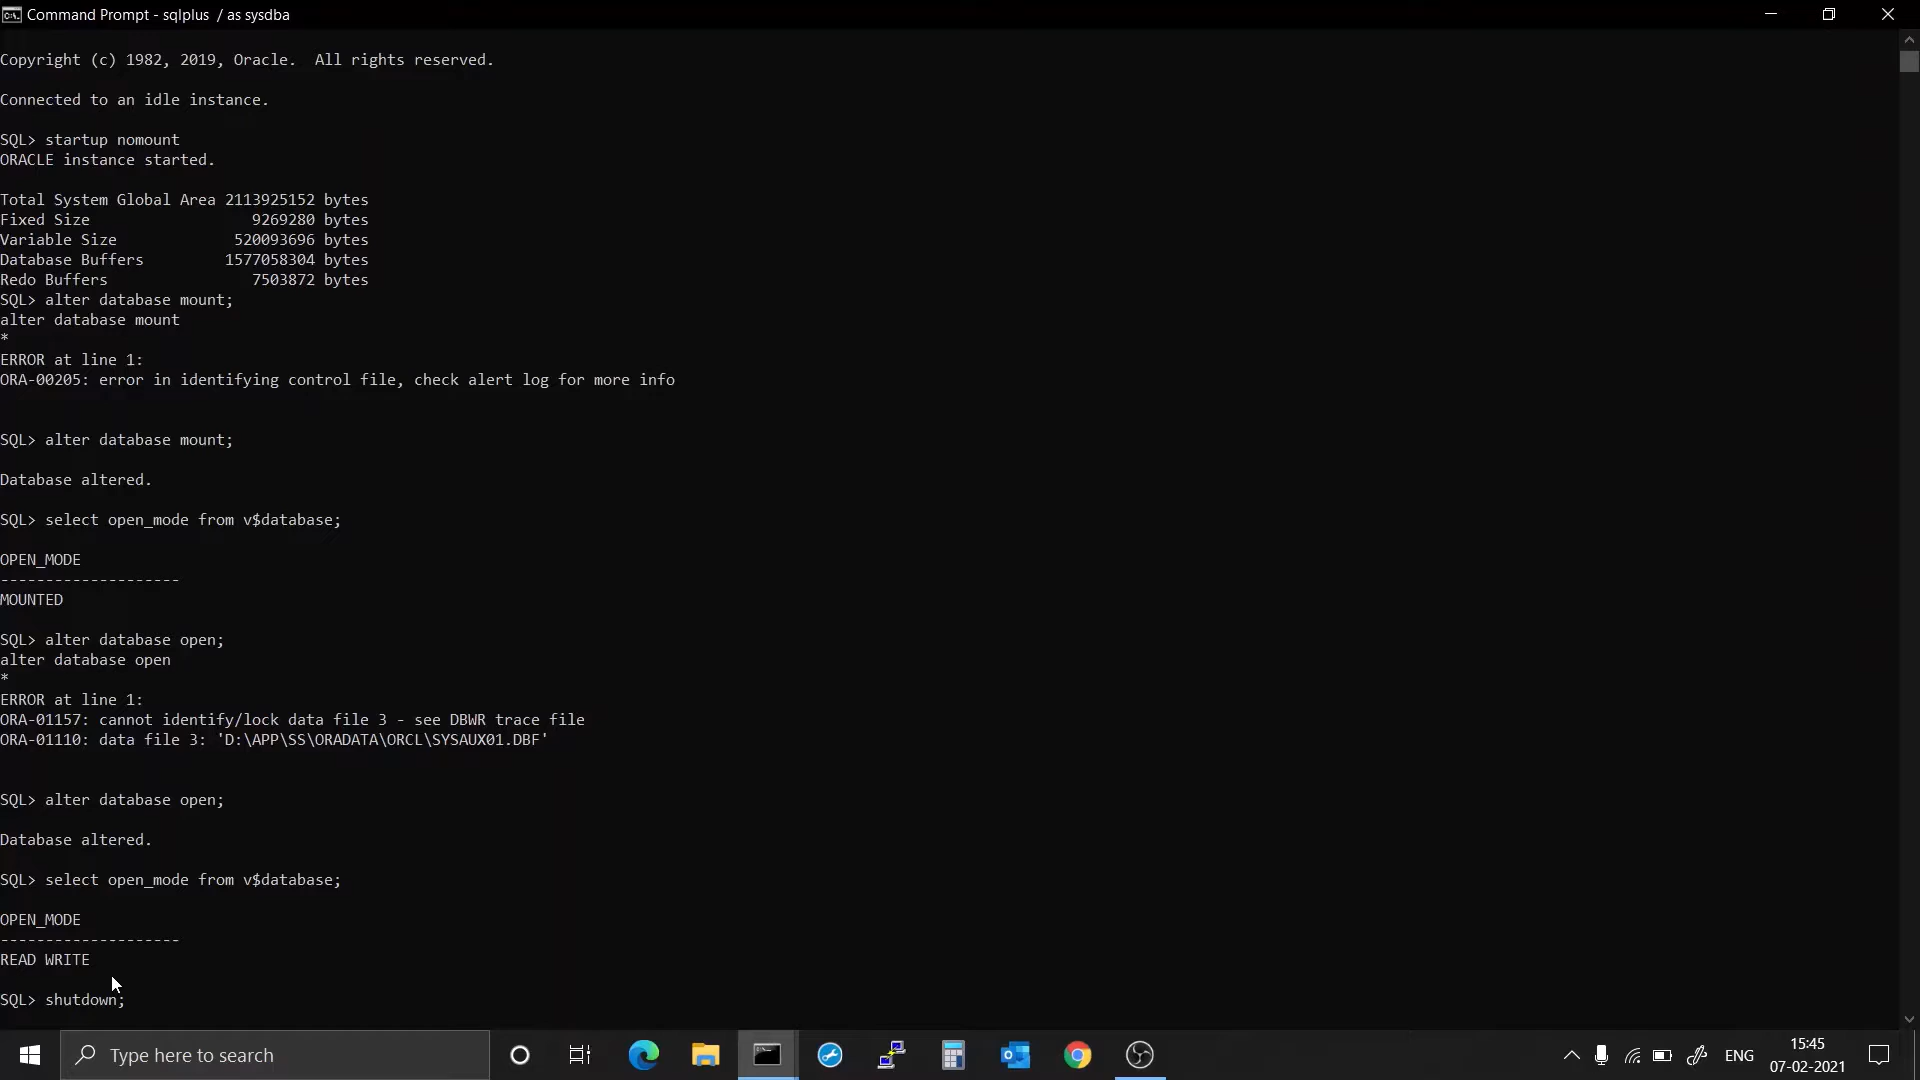 Command Prompt - sqlplus  / as sysdba
Copyright (c) 1982, 2019, Oracle.  All rights reserved.
Connected to an idle instance.
SQL> startup nomount
ORACLE instance started.
Total System Global Area 2113925152 bytes
Fixed Size                  9269280 bytes
Variable Size             520093696 bytes
Database Buffers         1577058304 bytes
Redo Buffers                7503872 bytes
SQL> alter database mount;
alter database mount
*
ERROR at line 1:
ORA-00205: error in identifying control file, check alert log for more info
SQL> alter database mount;
Database altered.
SQL> select open_mode from v$database;
OPEN_MODE
--------------------
MOUNTED
SQL> alter database open;
alter database open
*
ERROR at line 1:
ORA-01157: cannot identify/lock data file 3 - see DBWR trace file
ORA-01110: data file 3: 'D:\APP\SS\ORADATA\ORCL\SYSAUX01.DBF'
SQL> alter database open;
Database altered.
SQL> select open_mode from v$database;
OPEN_MODE
--------------------
READ WRITE
SQL> shutdown;
Type here to search
ENG
15:45
07-02-2021